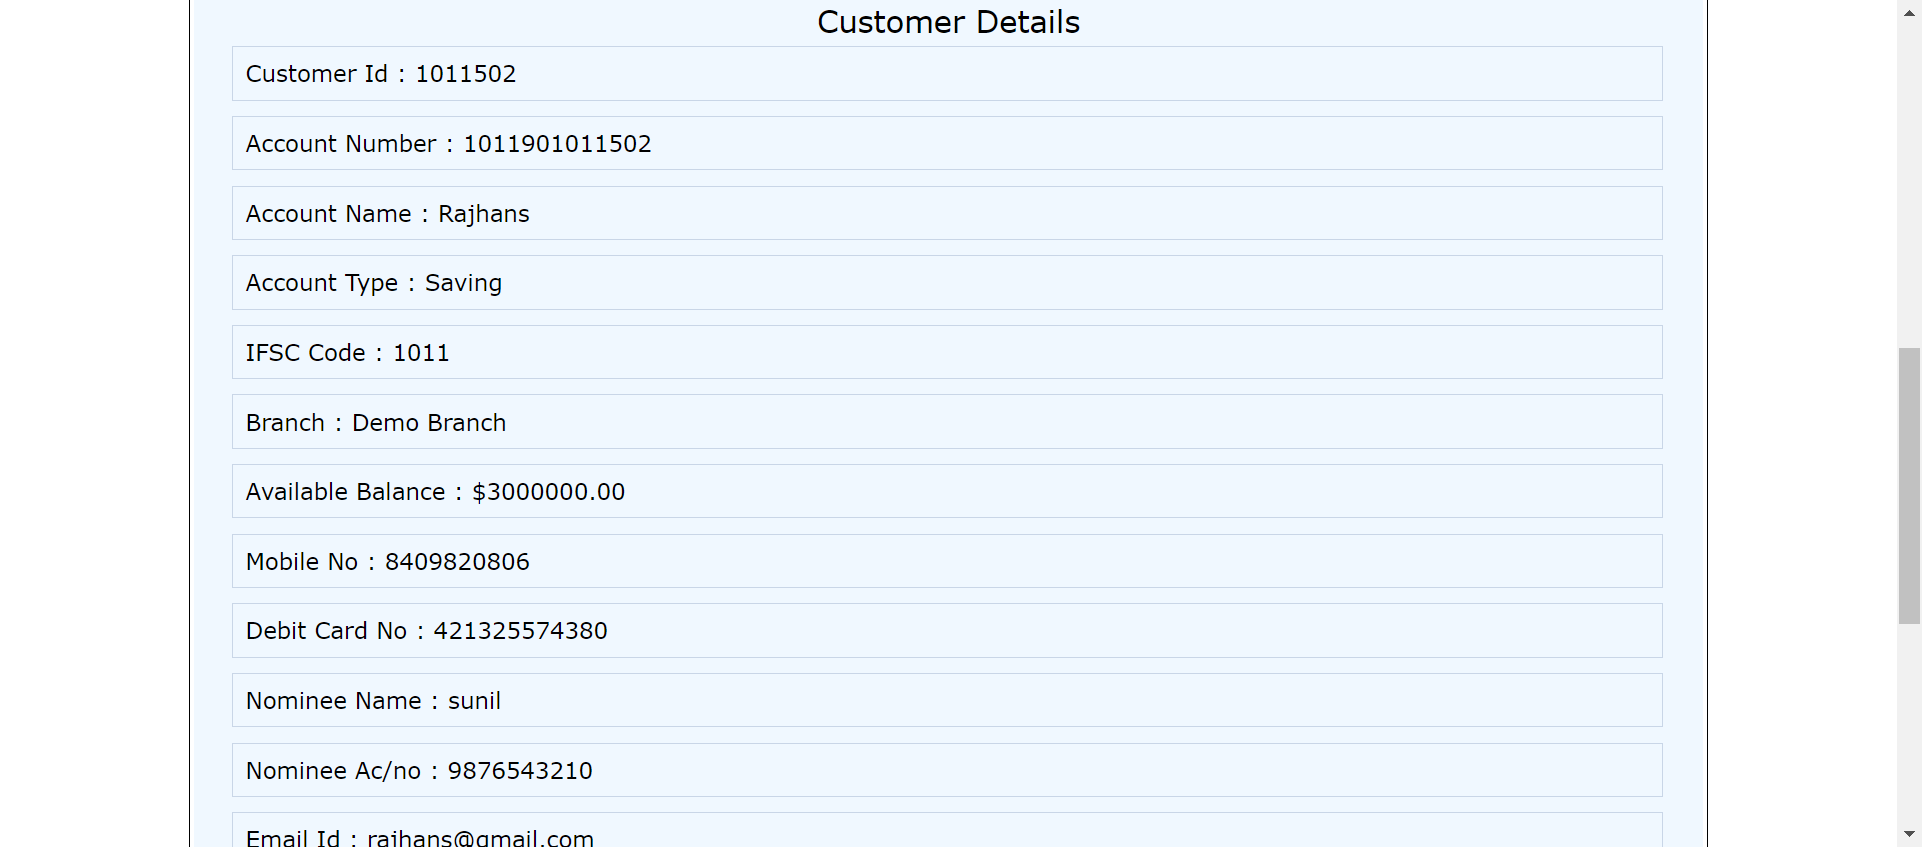 Customer Details
Customer Id : 1011502
Account Number : 1011901011502
Account Name : Rajhans
Account Type : Saving
IFSC Code : 1011
Branch : Demo Branch
Available Balance : $3000000.00
Mobile No : 8409820806
Debit Card No : 421325574380
Nominee Name : sunil
Nominee Ac/no : 9876543210
Email Id : rajhans@gmail.com